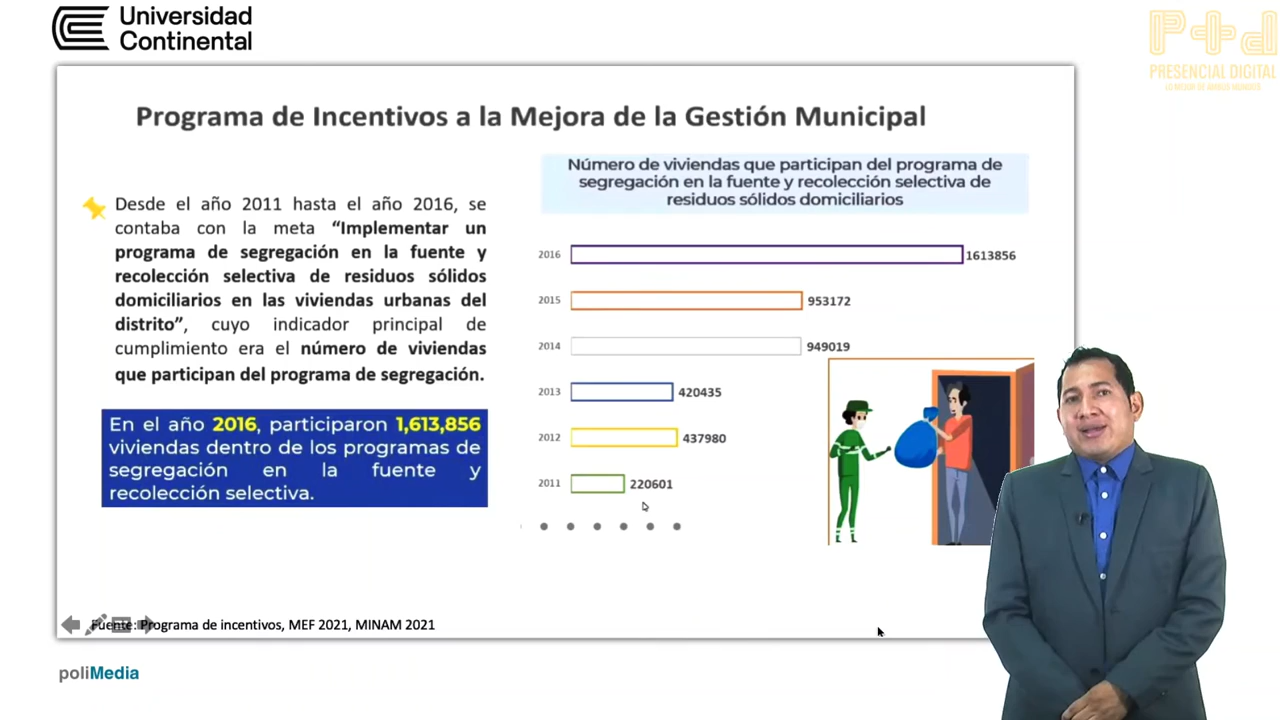 Universidad
Continental
P+d
PRESENCIAL DIGITAL
Programa de Incentivos a la Mejora de la Gestión Municipal
Desde el año 2011 hasta el año 2016, se
contaba con la meta “Implementar un
programa de segregación en la fuente y
recolección selectiva de residuos sólidos
domiciliarios en las viviendas urbanas del
distrito”, cuyo indicador principal de
cumplimiento era el número de viviendas
que participan del programa de segregación.
En el año 2016, participaron 1,613,856
viviendas dentro de los programas de
segregación en la fuente y
recolección selectiva.
Número de viviendas que participan del programa de
segregación en la fuente y recolección selectiva de
residuos sólidos domiciliarios
2016 1613856
2015 953172
2014 949019
2013 420435
2012 437980
2011 220601
Fuente: Programa de incentivos, MEF 2021, MINAM 2021
poliMedia